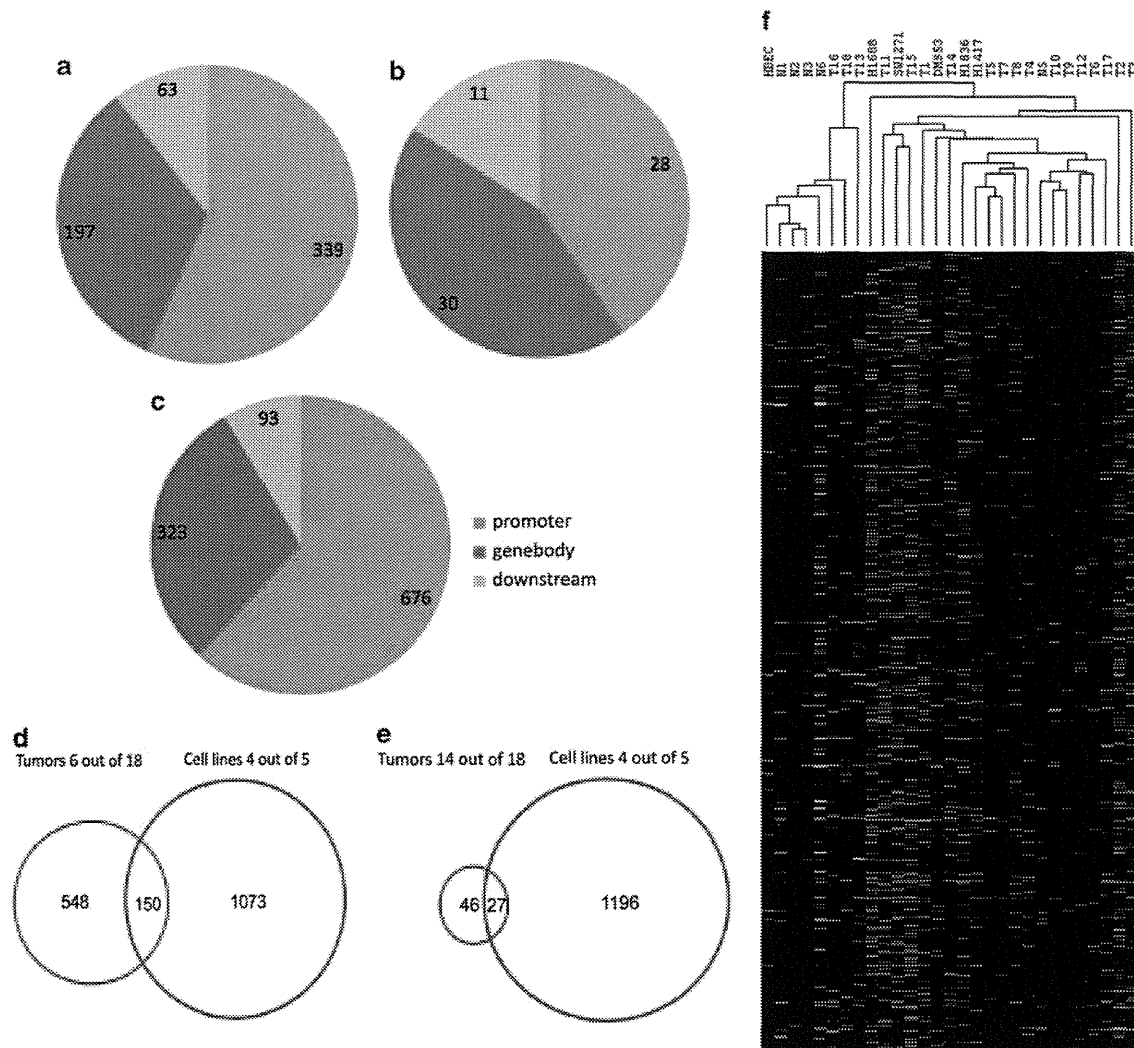 a
63
197
339
b
11
28
30
c
93
323
676
promoter
genebody
downstream
d
Tumors 6 out of 18
Cell lines 4 out of 5
548
150
1073
e
Tumors 14 out of 18
Cell lines 4 out of 5
46
27
1196
f
HBEC
N1
N2
N3
N6
T16
T18
T13
H1688
T11
SW1271
T15
T1
DMS53
T14
H1836
H1417
T5
T7
T8
T4
N5
T10
T9
T12
T6
T17
T2